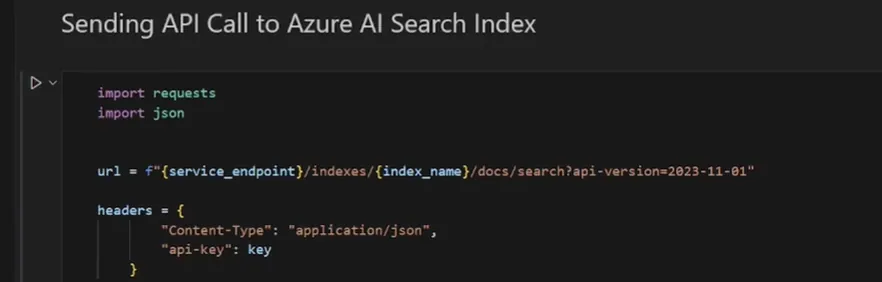 Sending API Call to Azure AI Search Index
import requests
import json
url = f"{service_endpoint}/indexes/{index_name}/docs/search?api-version=2023-11-01"
headers = {
"Content-Type": "application/json",
"api-key": key
}